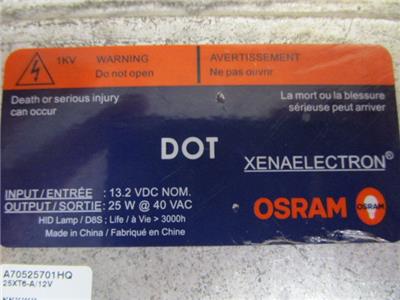 1KV
WARNING
Do not open
AVERTISSEMENT
Ne pas ouvrir
Death or serious injury
can occur
La mort ou la blessure
sérieuse peut arriver
DOT
XENAELECTRON®
INPUT / ENTRÉE : 13.2 VDC NOM.
OUTPUT / SORTIE: 25 W @ 40 VAC
HID Lamp / D8S ; Life / à Vie > 3000h
Made in China / Fabriqué en Chine
OSRAM
OSRAM
A70525701HQ
25XT6-A/12V